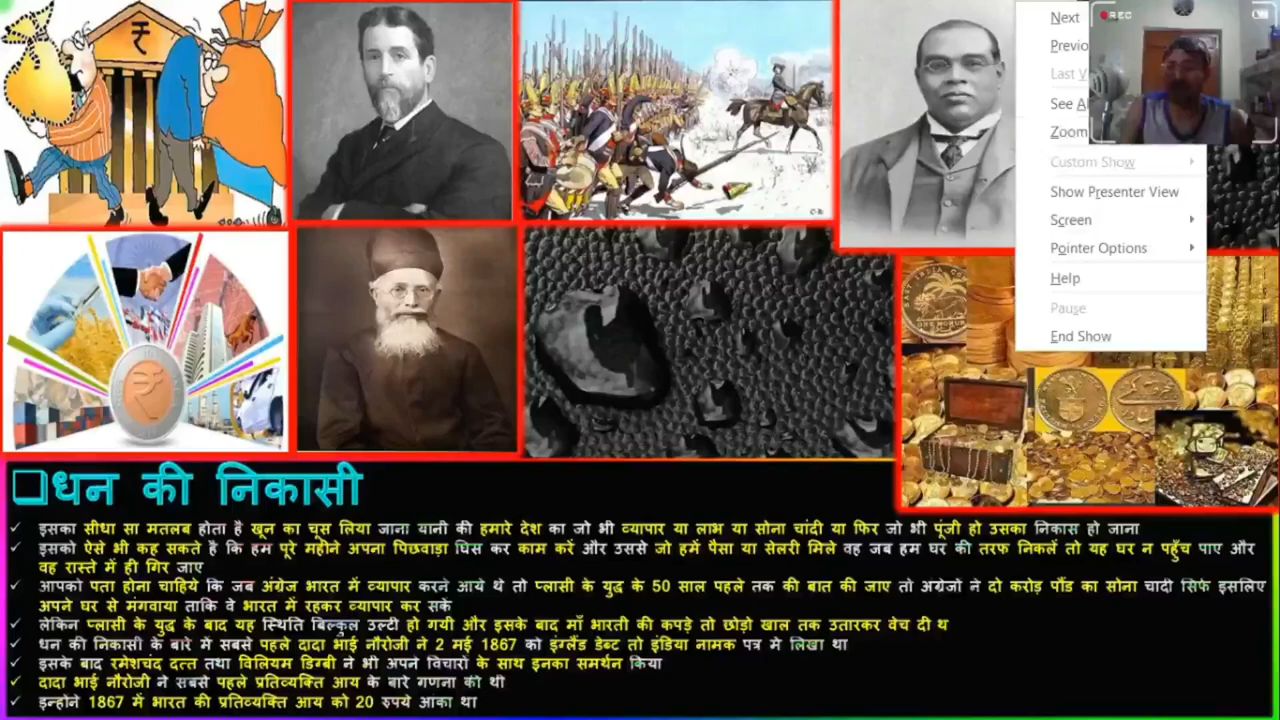 Next
REC
Previo
Last V
See Al
Zoom
Custom Show
Show Presenter View
Screen
Pointer Options
Help
Pause
End Show
₹
₹
धन की निकासी
इसका सीधा सा मतलब होता है खून का चूस लिया जाना यानी की हमारे देश का जो भी व्यापार या लाभ या सोना चांदी या फिर जो भी पूंजी हो उसका निकास हो जाना
इसको ऐसे भी कह सकते है कि हम पूरे महीने अपना पिछवाड़ा घिस कर काम करें और उससे जो हमें पैसा या सेलरी मिले वह जब हम घर की तरफ निकलें तो यह घर न पहुँच पाए और
वह रास्ते में ही गिर जाए
आपको पता होना चाहिये कि जब अंग्रेज भारत में व्यापार करने आये थे तो प्लासी के युद्ध के 50 साल पहले तक की बात की जाए तो अग्रेजों ने दो करोड़ पौंड का सोना चादी सिर्फ इसलिए
अपने घर से मंगवाया ताकि वे भारत में रहकर व्यापार कर सके
लेकिन प्लासी के युद्ध के बाद यह स्थिति बिल्कुल उल्टी हो गयी और इसके बाद माँ भारती की कपड़े तो छोड़ो खाल तक उतारकर बेच दी थ
धन की निकासी के बारे में सबसे पहले दादा भाई नौरोजी ने 2 मई 1867 को इंग्लैंड डेब्ट तो इंडिया नामक पत्र मे लिखा था
इसके बाद रमेशचंद दत्त तथा विलियम डिग्बी ने भी अपने विचारों के साथ इनका समर्थन किया
दादा भाई नौरोजी ने सबसे पहले प्रतिव्यक्ति आय के बारे गणना की थी
इन्होने 1867 में भारत की प्रतिव्यक्ति आय को 20 रुपये आका था